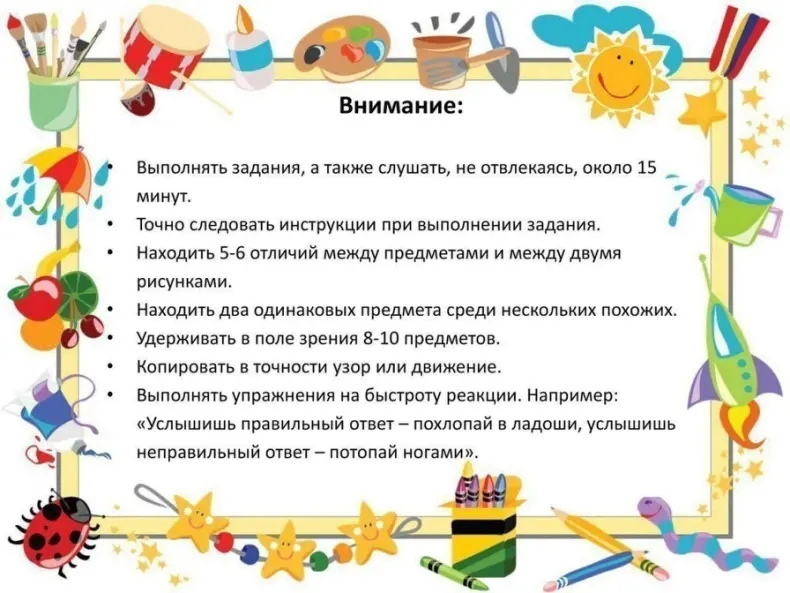 Внимание:
• Выполнять задания, а также слушать, не отвлекаясь, около 15
минут.
• Точно следовать инструкции при выполнении задания.
• Находить 5-6 отличий между предметами и между двумя
рисунками.
• Находить два одинаковых предмета среди нескольких похожих.
• Удерживать в поле зрения 8-10 предметов.
• Копировать в точности узор или движение.
• Выполнять упражнения на быстроту реакции. Например:
«Услышишь правильный ответ – похлопай в ладоши, услышишь
неправильный ответ – потопай ногами».